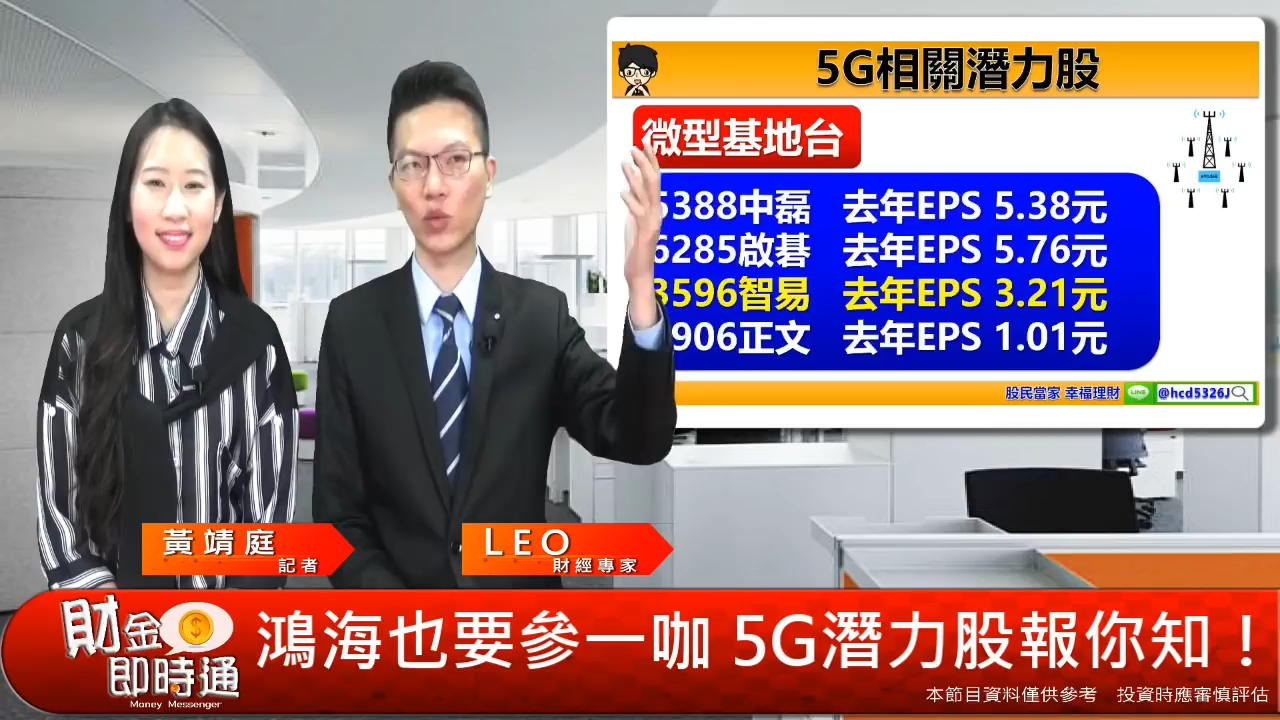 5G相關潛力股
微型基地台
5388中磊 去年EPS 5.38元
6285啟碁 去年EPS 5.76元
3596智易 去年EPS 3.21元
906正文 去年EPS 1.01元
股民當家 幸福理財 LINE @hcd5326J
黃靖庭
記者
LEO
財經專家
財金
即時通
Money Messenger
鴻海也要參一咖 5G潛力股報你知！
本節目資料僅供參考 投資時應審慎評估